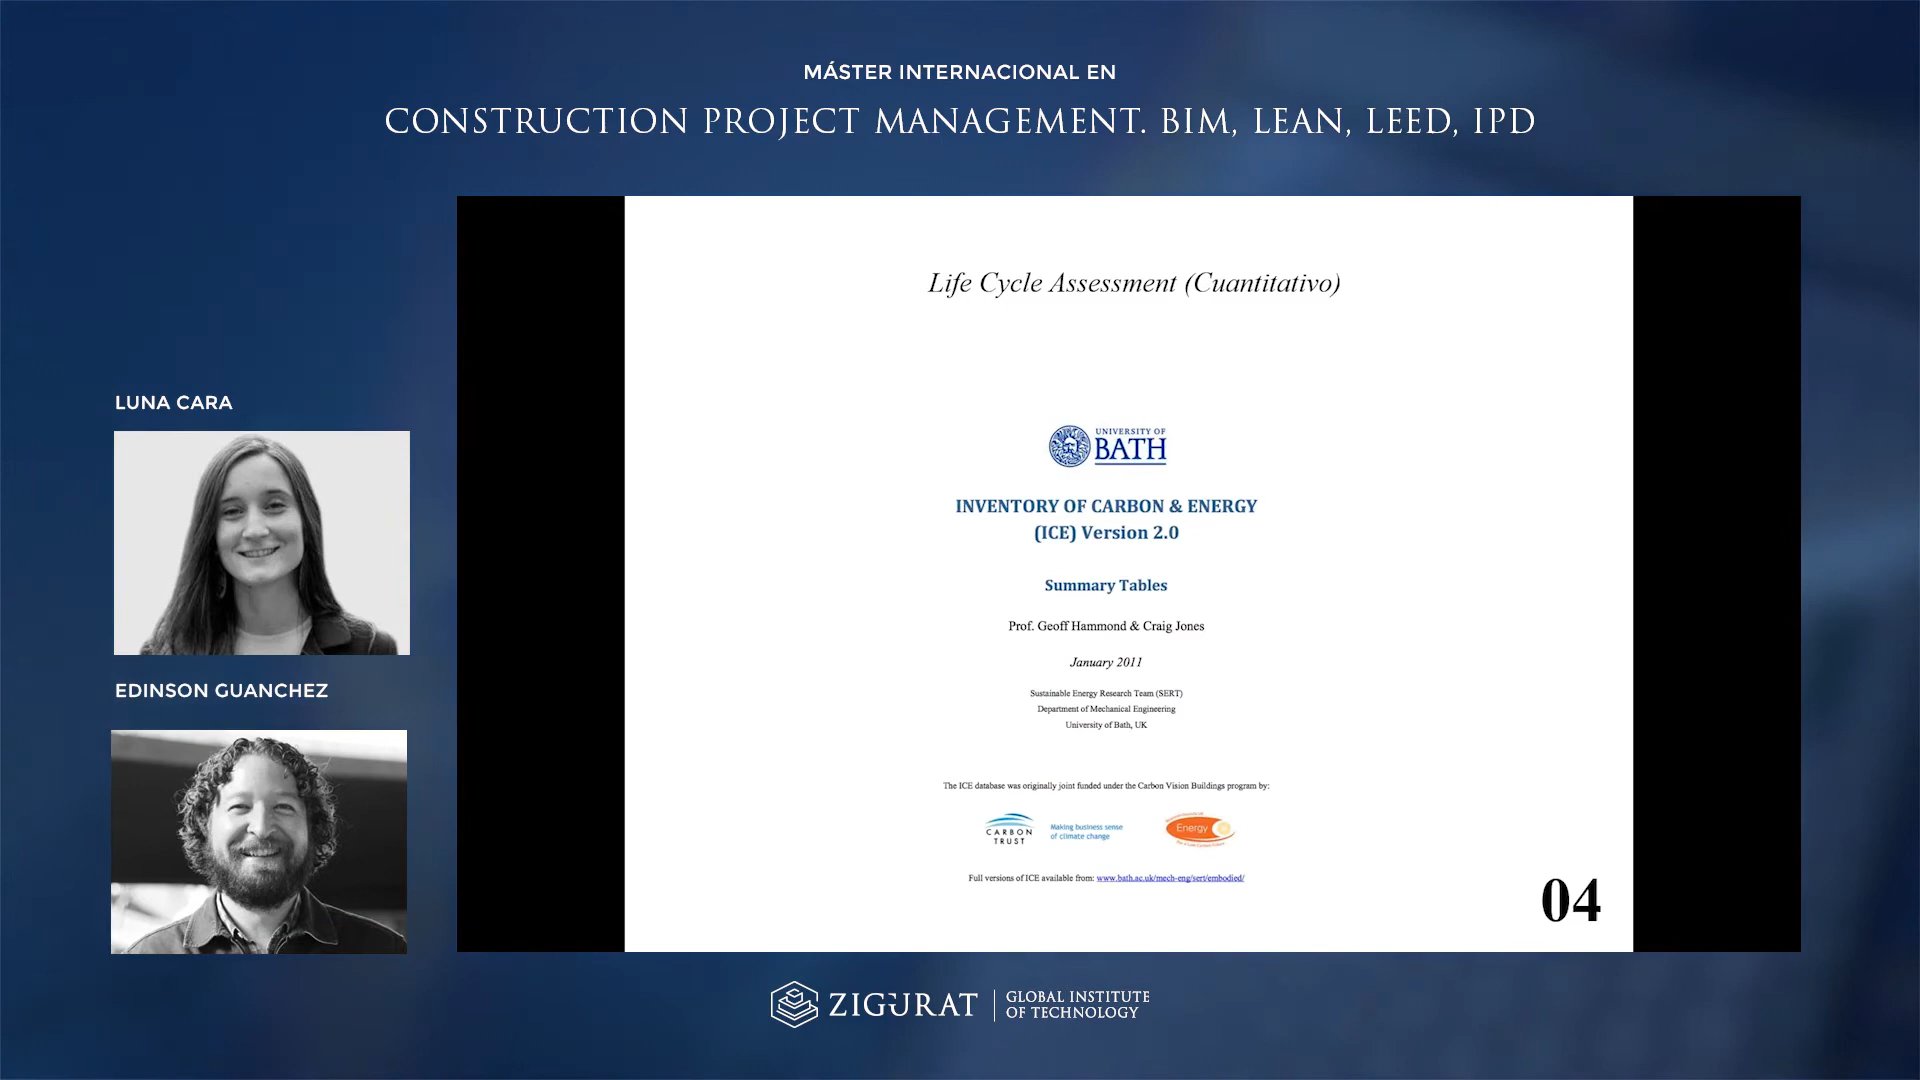 MÁSTER INTERNACIONAL EN
CONSTRUCTION PROJECT MANAGEMENT. BIM, LEAN, LEED, IPD
LUNA CARA
EDINSON GUANCHEZ
Life Cycle Assessment (Cuantitativo)
UNIVERSITY OF
BATH
INVENTORY OF CARBON & ENERGY
(ICE) Version 2.0
Summary Tables
Prof. Geoff Hammond & Craig Jones
January 2011
Sustainable Energy Research Team (SERT)
Department of Mechanical Engineering
University of Bath, UK
The ICE database was originally joint funded under the Carbon Vision Buildings program by:
CARBON
TRUST
Making business sense
of climate change
Energy
Full versions of ICE available from: www.bath.ac.uk/mech-eng/sert/embodied/
04
ZIGURAT
GLOBAL INSTITUTE
OF TECHNOLOGY